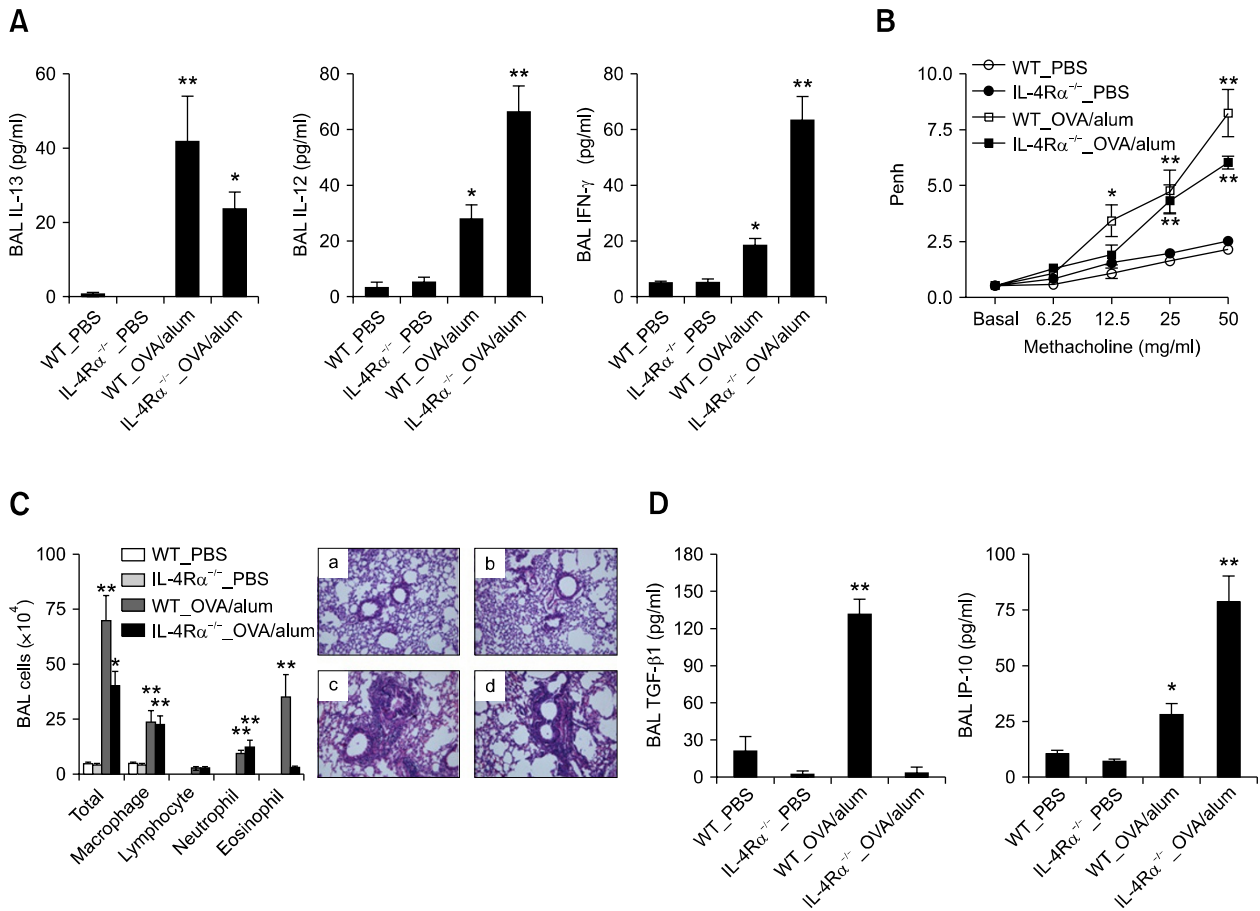 A
BAL IL-13 (pg/ml)
60
40
20
0
**
*
WT_PBS
IL-4Rα⁻/⁻_PBS
WT_OVA/alum
IL-4Rα⁻/⁻_OVA/alum
BAL IL-12 (pg/ml)
80
60
40
20
0
*
**
WT_PBS
IL-4Rα⁻/⁻_PBS
WT_OVA/alum
IL-4Rα⁻/⁻_OVA/alum
BAL IFN-γ (pg/ml)
80
60
40
20
0
*
**
WT_PBS
IL-4Rα⁻/⁻_PBS
WT_OVA/alum
IL-4Rα⁻/⁻_OVA/alum
B
Penh
10.0
7.5
5.0
2.5
0.0
WT_PBS
IL-4Rα⁻/⁻_PBS
WT_OVA/alum
IL-4Rα⁻/⁻_OVA/alum
*
**
**
**
**
Basal 6.25 12.5 25 50
Methacholine (mg/ml)
C
BAL cells (×10⁴)
100
75
50
25
0
WT_PBS
IL-4Rα⁻/⁻_PBS
WT_OVA/alum
IL-4Rα⁻/⁻_OVA/alum
**
*
**
**
**
**
**
Total
Macrophage
Lymphocyte
Neutrophil
Eosinophil
a
b
c
d
D
BAL TGF-β1 (pg/ml)
180
150
120
90
60
30
0
**
WT_PBS
IL-4Rα⁻/⁻_PBS
WT_OVA/alum
IL-4Rα⁻/⁻_OVA/alum
BAL IP-10 (pg/ml)
100
75
50
25
0
*
**
WT_PBS
IL-4Rα⁻/⁻_PBS
WT_OVA/alum
IL-4Rα⁻/⁻_OVA/alum